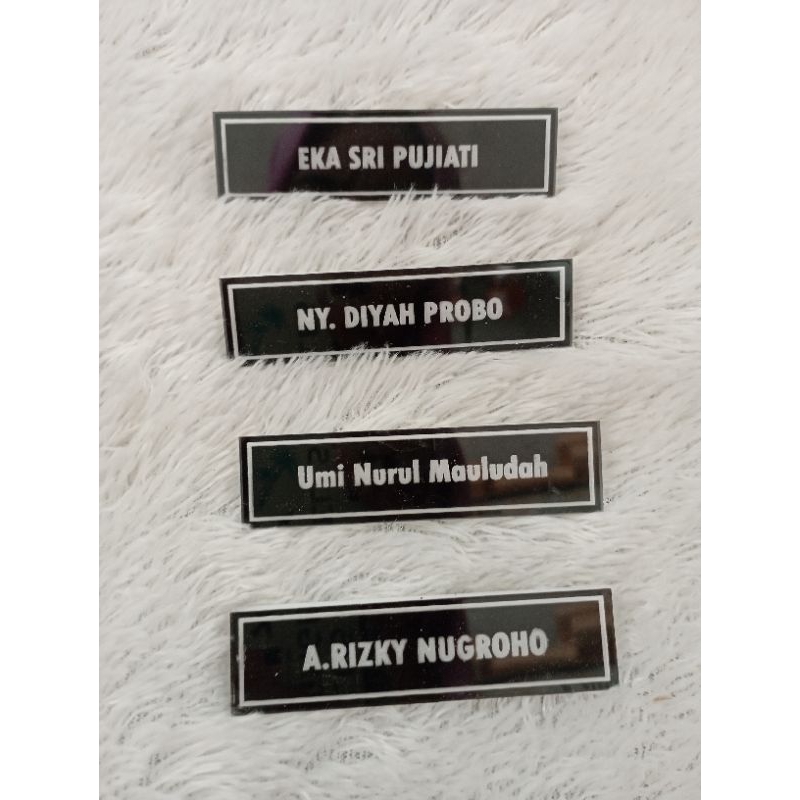 EKA SRI PUJIATI
NY. DIYAH PROBO
Umi Nurul Mauludah
A.RIZKY NUGROHO